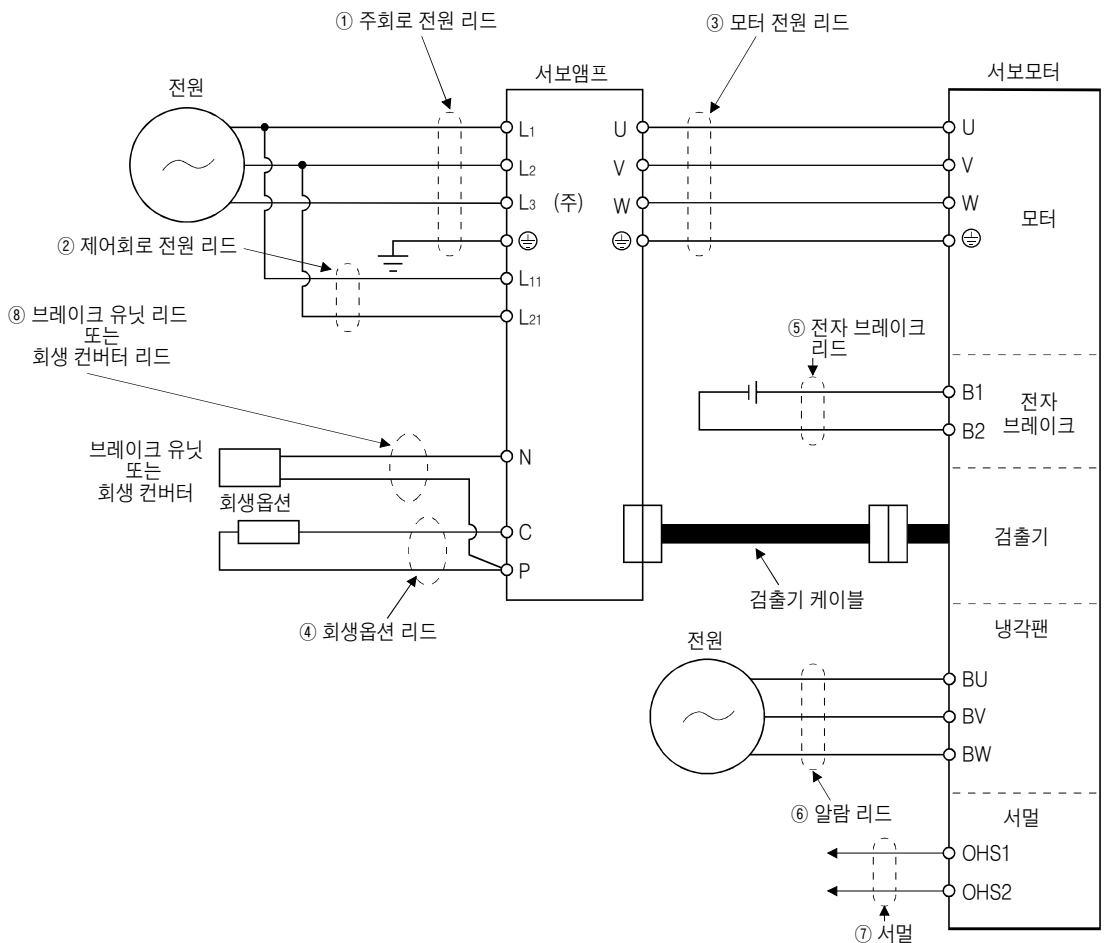 ① 주회로 전원 리드
③ 모터 전원 리드
전원
서보앰프
서보모터
L1
L2
L3
(주)
L11
L21
U
V
W
U
V
W
모터
② 제어회로 전원 리드
⑧ 브레이크 유닛 리드
또는
회생 컨버터 리드
⑤ 전자 브레이크
리드
B1
B2
전자
브레이크
브레이크 유닛
또는
회생 컨버터
회생옵션
N
C
P
④ 회생옵션 리드
검출기
검출기 케이블
전원
냉각팬
BU
BV
BW
⑥ 알람 리드
서멀
OHS1
OHS2
⑦ 서멀